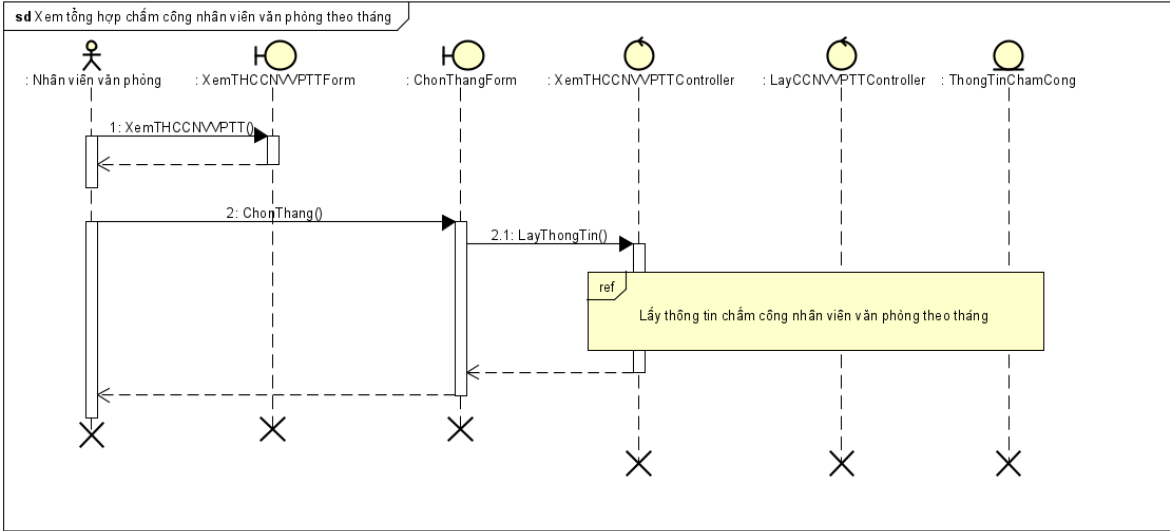 sd Xem tổng hợp chấm công nhân viên văn phòng theo tháng
: Nhân viên văn phòng
: XemTHCCNVVPTTForm
: ChonThangForm
: XemTHCCNVVPTTController
: LayCCNVVPTTController
: ThongTinChamCong
1: XemTHCCNVVPTT()
2: ChonThang()
2.1: LayThongTin()
ref
Lấy thông tin chấm công nhân viên văn phòng theo tháng